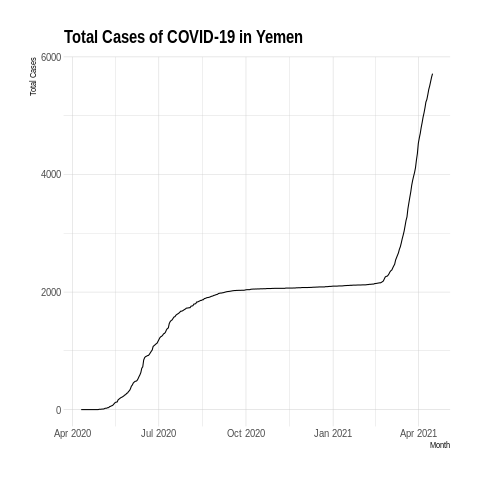 Total Cases of COVID-19 in Yemen
Total Cases
6000
4000
2000
0
Apr 2020 Jul 2020 Oct 2020 Jan 2021 Apr 2021
Month